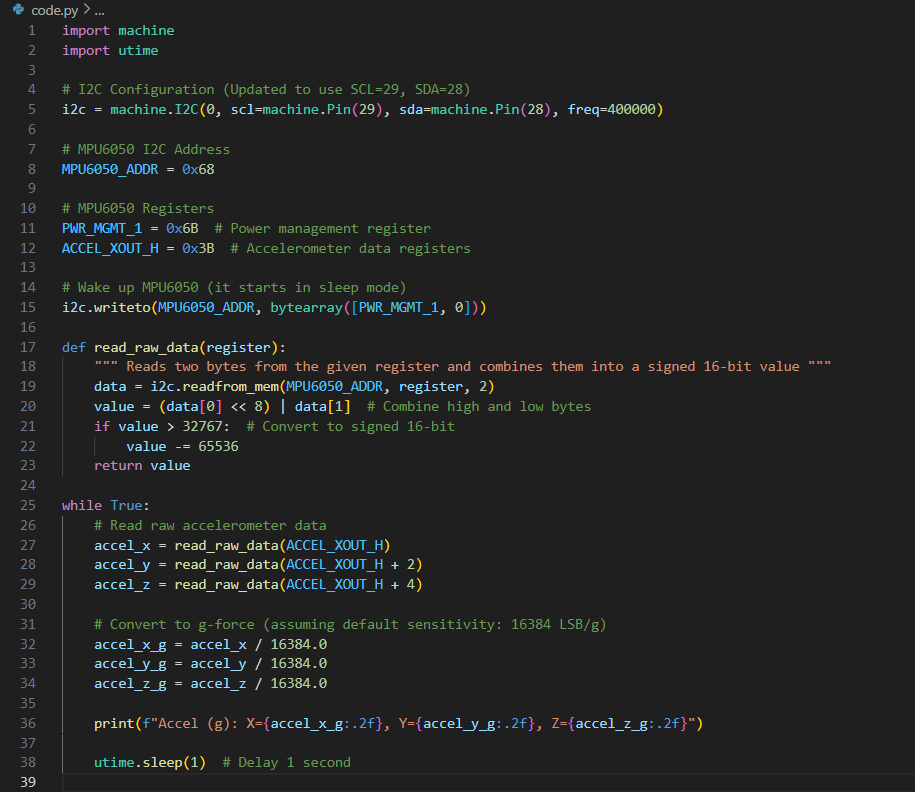 code.py > ...
1 import machine
2 import utime
3
4 # I2C Configuration (Updated to use SCL=29, SDA=28)
5 i2c = machine.I2C(0, scl=machine.Pin(29), sda=machine.Pin(28), freq=400000)
6
7 # MPU6050 I2C Address
8 MPU6050_ADDR = 0x68
9
10 # MPU6050 Registers
11 PWR_MGMT_1 = 0x6B  # Power management register
12 ACCEL_XOUT_H = 0x3B  # Accelerometer data registers
13
14 # Wake up MPU6050 (it starts in sleep mode)
15 i2c.writeto(MPU6050_ADDR, bytearray([PWR_MGMT_1, 0]))
16
17 def read_raw_data(register):
18     """ Reads two bytes from the given register and combines them into a signed 16-bit value """
19     data = i2c.readfrom_mem(MPU6050_ADDR, register, 2)
20     value = (data[0] << 8) | data[1]  # Combine high and low bytes
21     if value > 32767:  # Convert to signed 16-bit
22         value -= 65536
23     return value
24
25 while True:
26     # Read raw accelerometer data
27     accel_x = read_raw_data(ACCEL_XOUT_H)
28     accel_y = read_raw_data(ACCEL_XOUT_H + 2)
29     accel_z = read_raw_data(ACCEL_XOUT_H + 4)
30
31     # Convert to g-force (assuming default sensitivity: 16384 LSB/g)
32     accel_x_g = accel_x / 16384.0
33     accel_y_g = accel_y / 16384.0
34     accel_z_g = accel_z / 16384.0
35
36     print(f"Accel (g): X={accel_x_g:.2f}, Y={accel_y_g:.2f}, Z={accel_z_g:.2f}")
37
38     utime.sleep(1)  # Delay 1 second
39